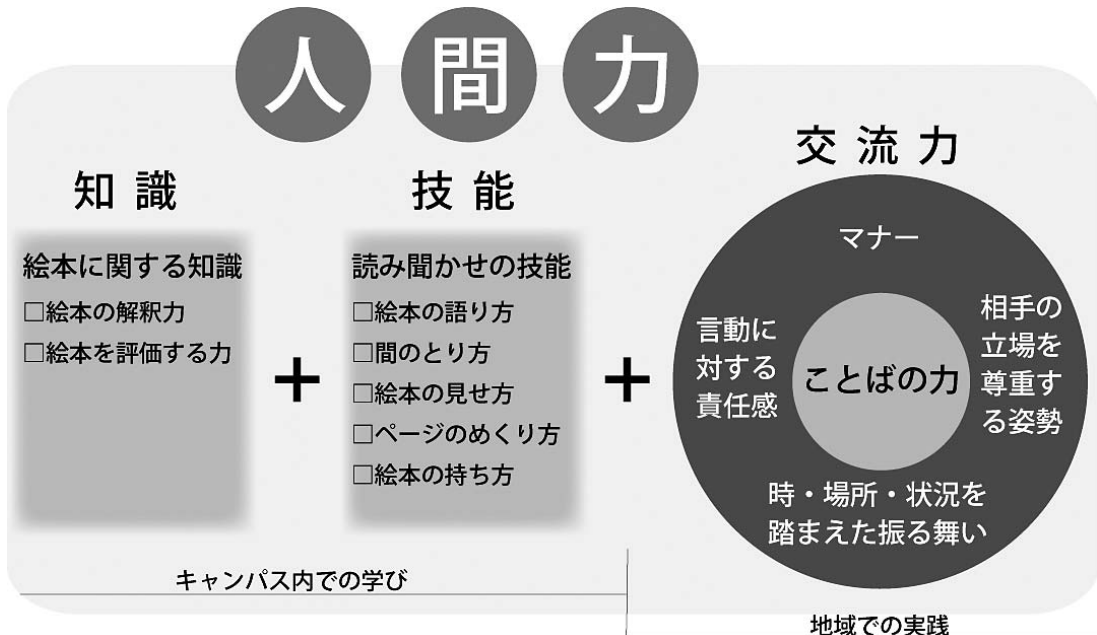 人間力
知識
絵本に関する知識
□絵本の解釈力
□絵本を評価する力
+
技能
読み聞かせの技能
□絵本の語り方
□間のとり方
□絵本の見せ方
□ページのめくり方
□絵本の持ち方
+
交流力
マナー
言動に
対する
責任感
ことばの力
相手の
立場を
尊重す
る姿勢
時・場所・状況を
踏まえた振る舞い
キャンパス内での学び
地域での実践